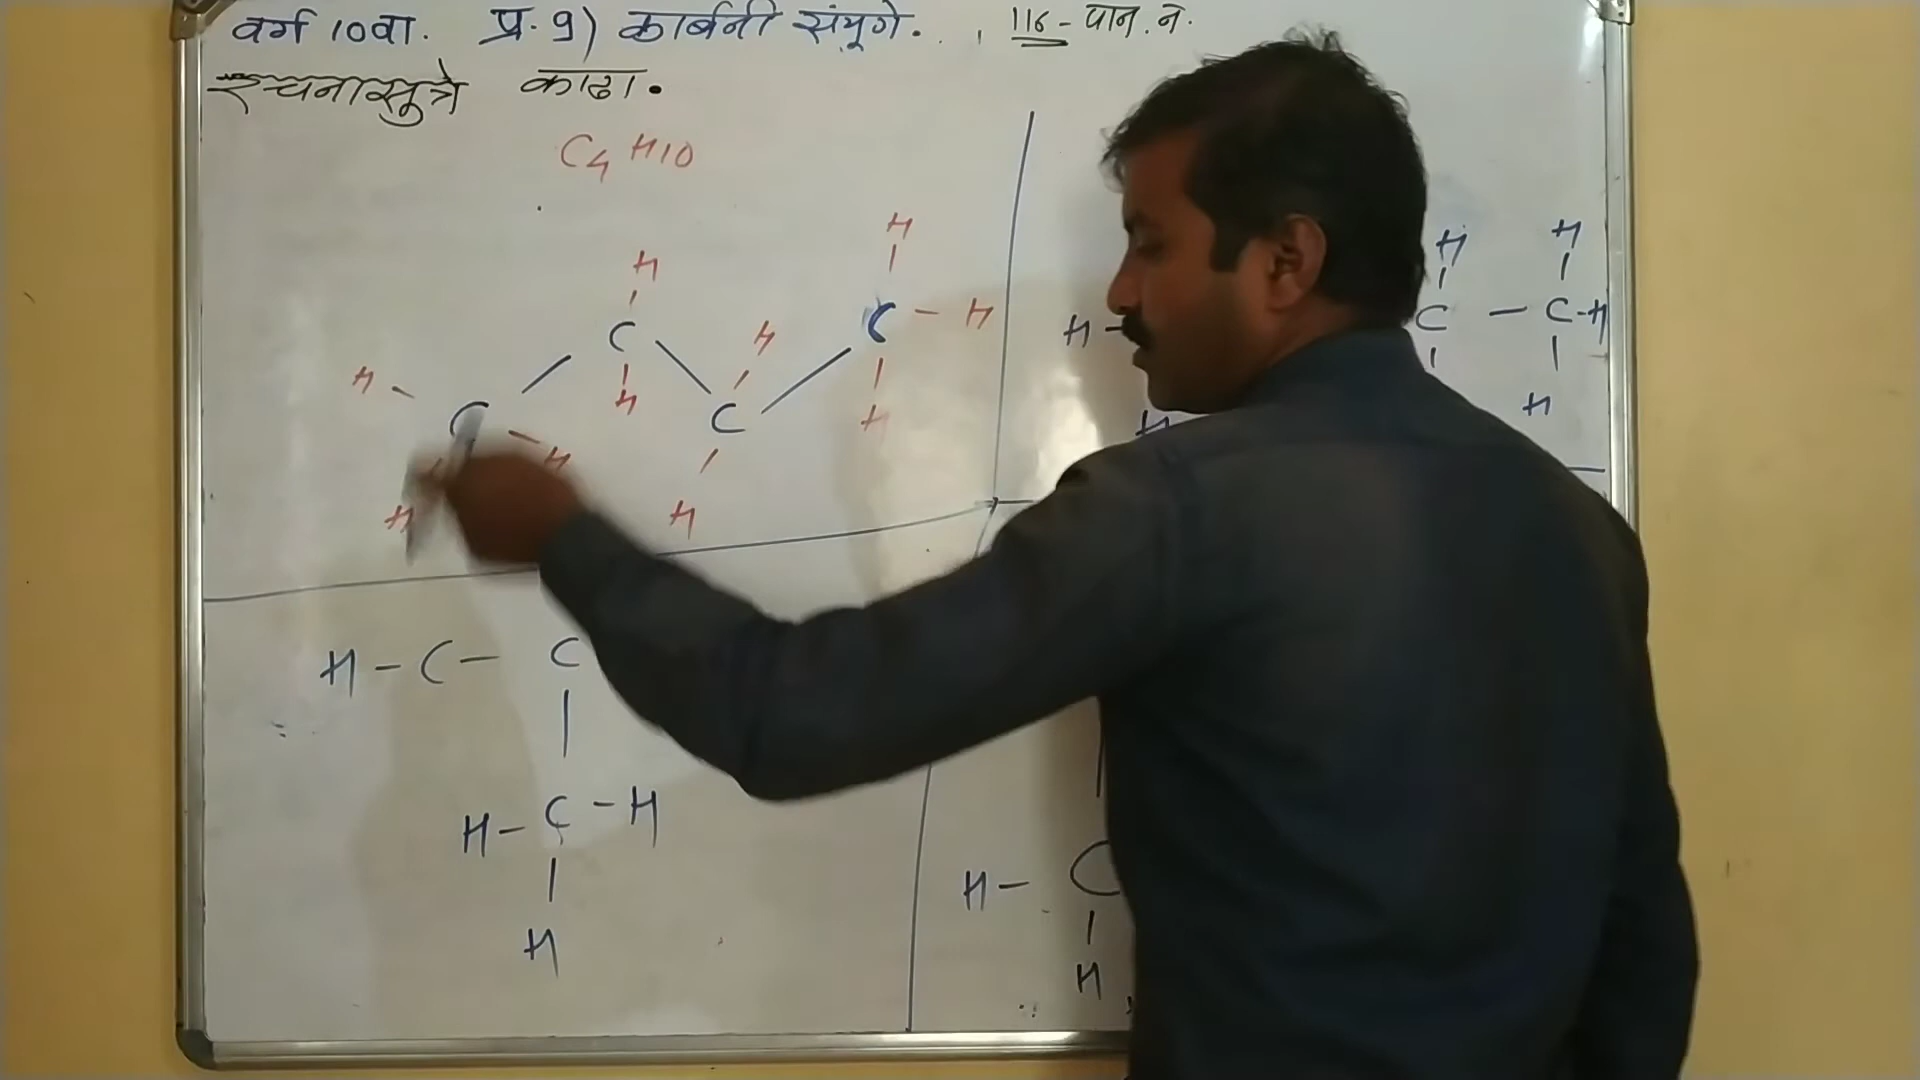 वर्ग 10वा. प्र. 9) कार्बनी संयुगे. 116 - पान. न.
रचनासुत्रे काढा.
C4 H10
H
H
C
C - H
H
H
H
H
C
C
H
H
H
H
H
H
H
C - C-H
H
H
H
H - C - C
H - C - H
H
H - C
H